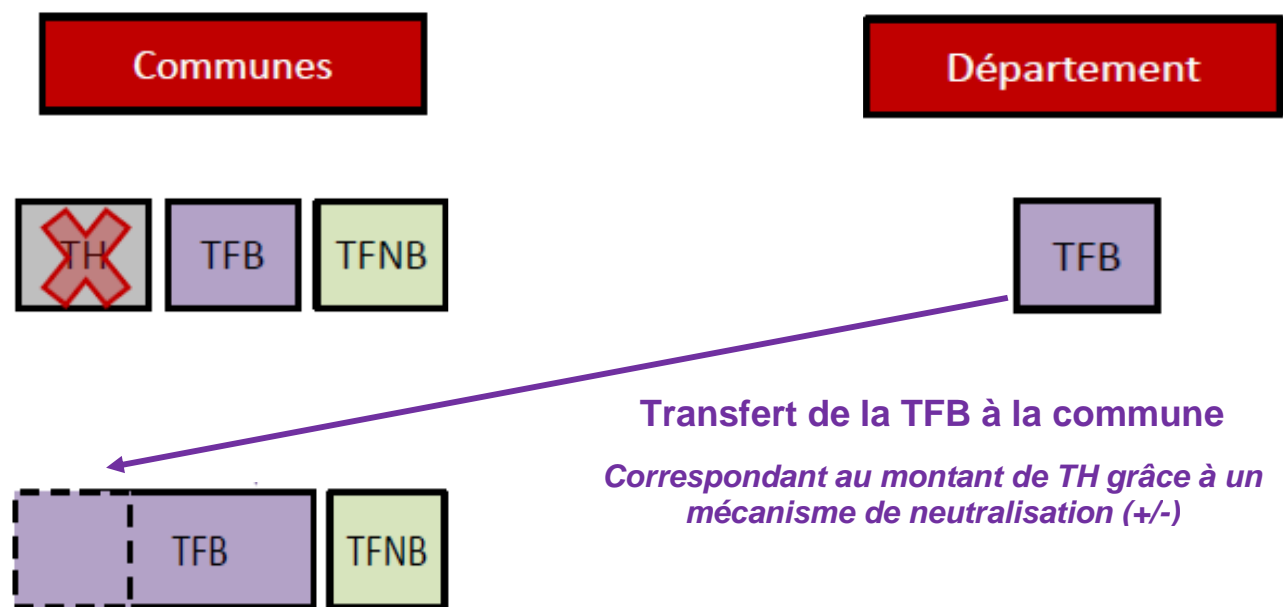 Communes
Département
TH
TFB
TFNB
TFB
Transfert de la TFB à la commune
Correspondant au montant de TH grâce à un
mécanisme de neutralisation (+/-)
TFB
TFNB